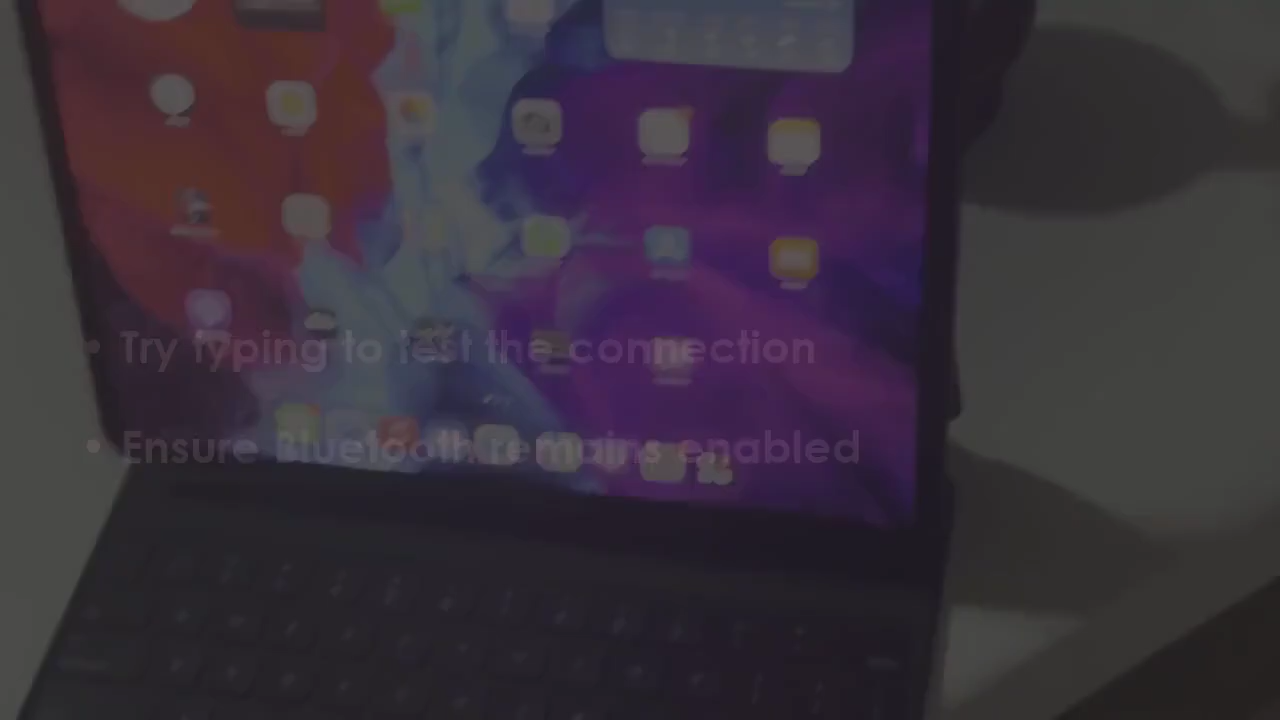 • Try typing to test the connection
• Ensure Bluetooth remains enabled